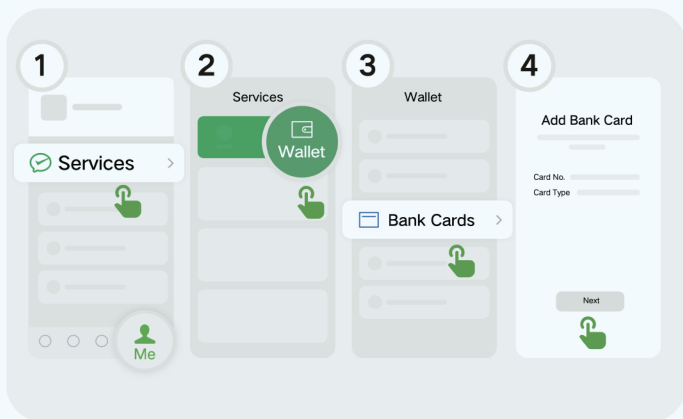 1
Services
Me
2
Services
Wallet
3
Wallet
Bank Cards
4
Add Bank Card
Card No.
Card Type
Next